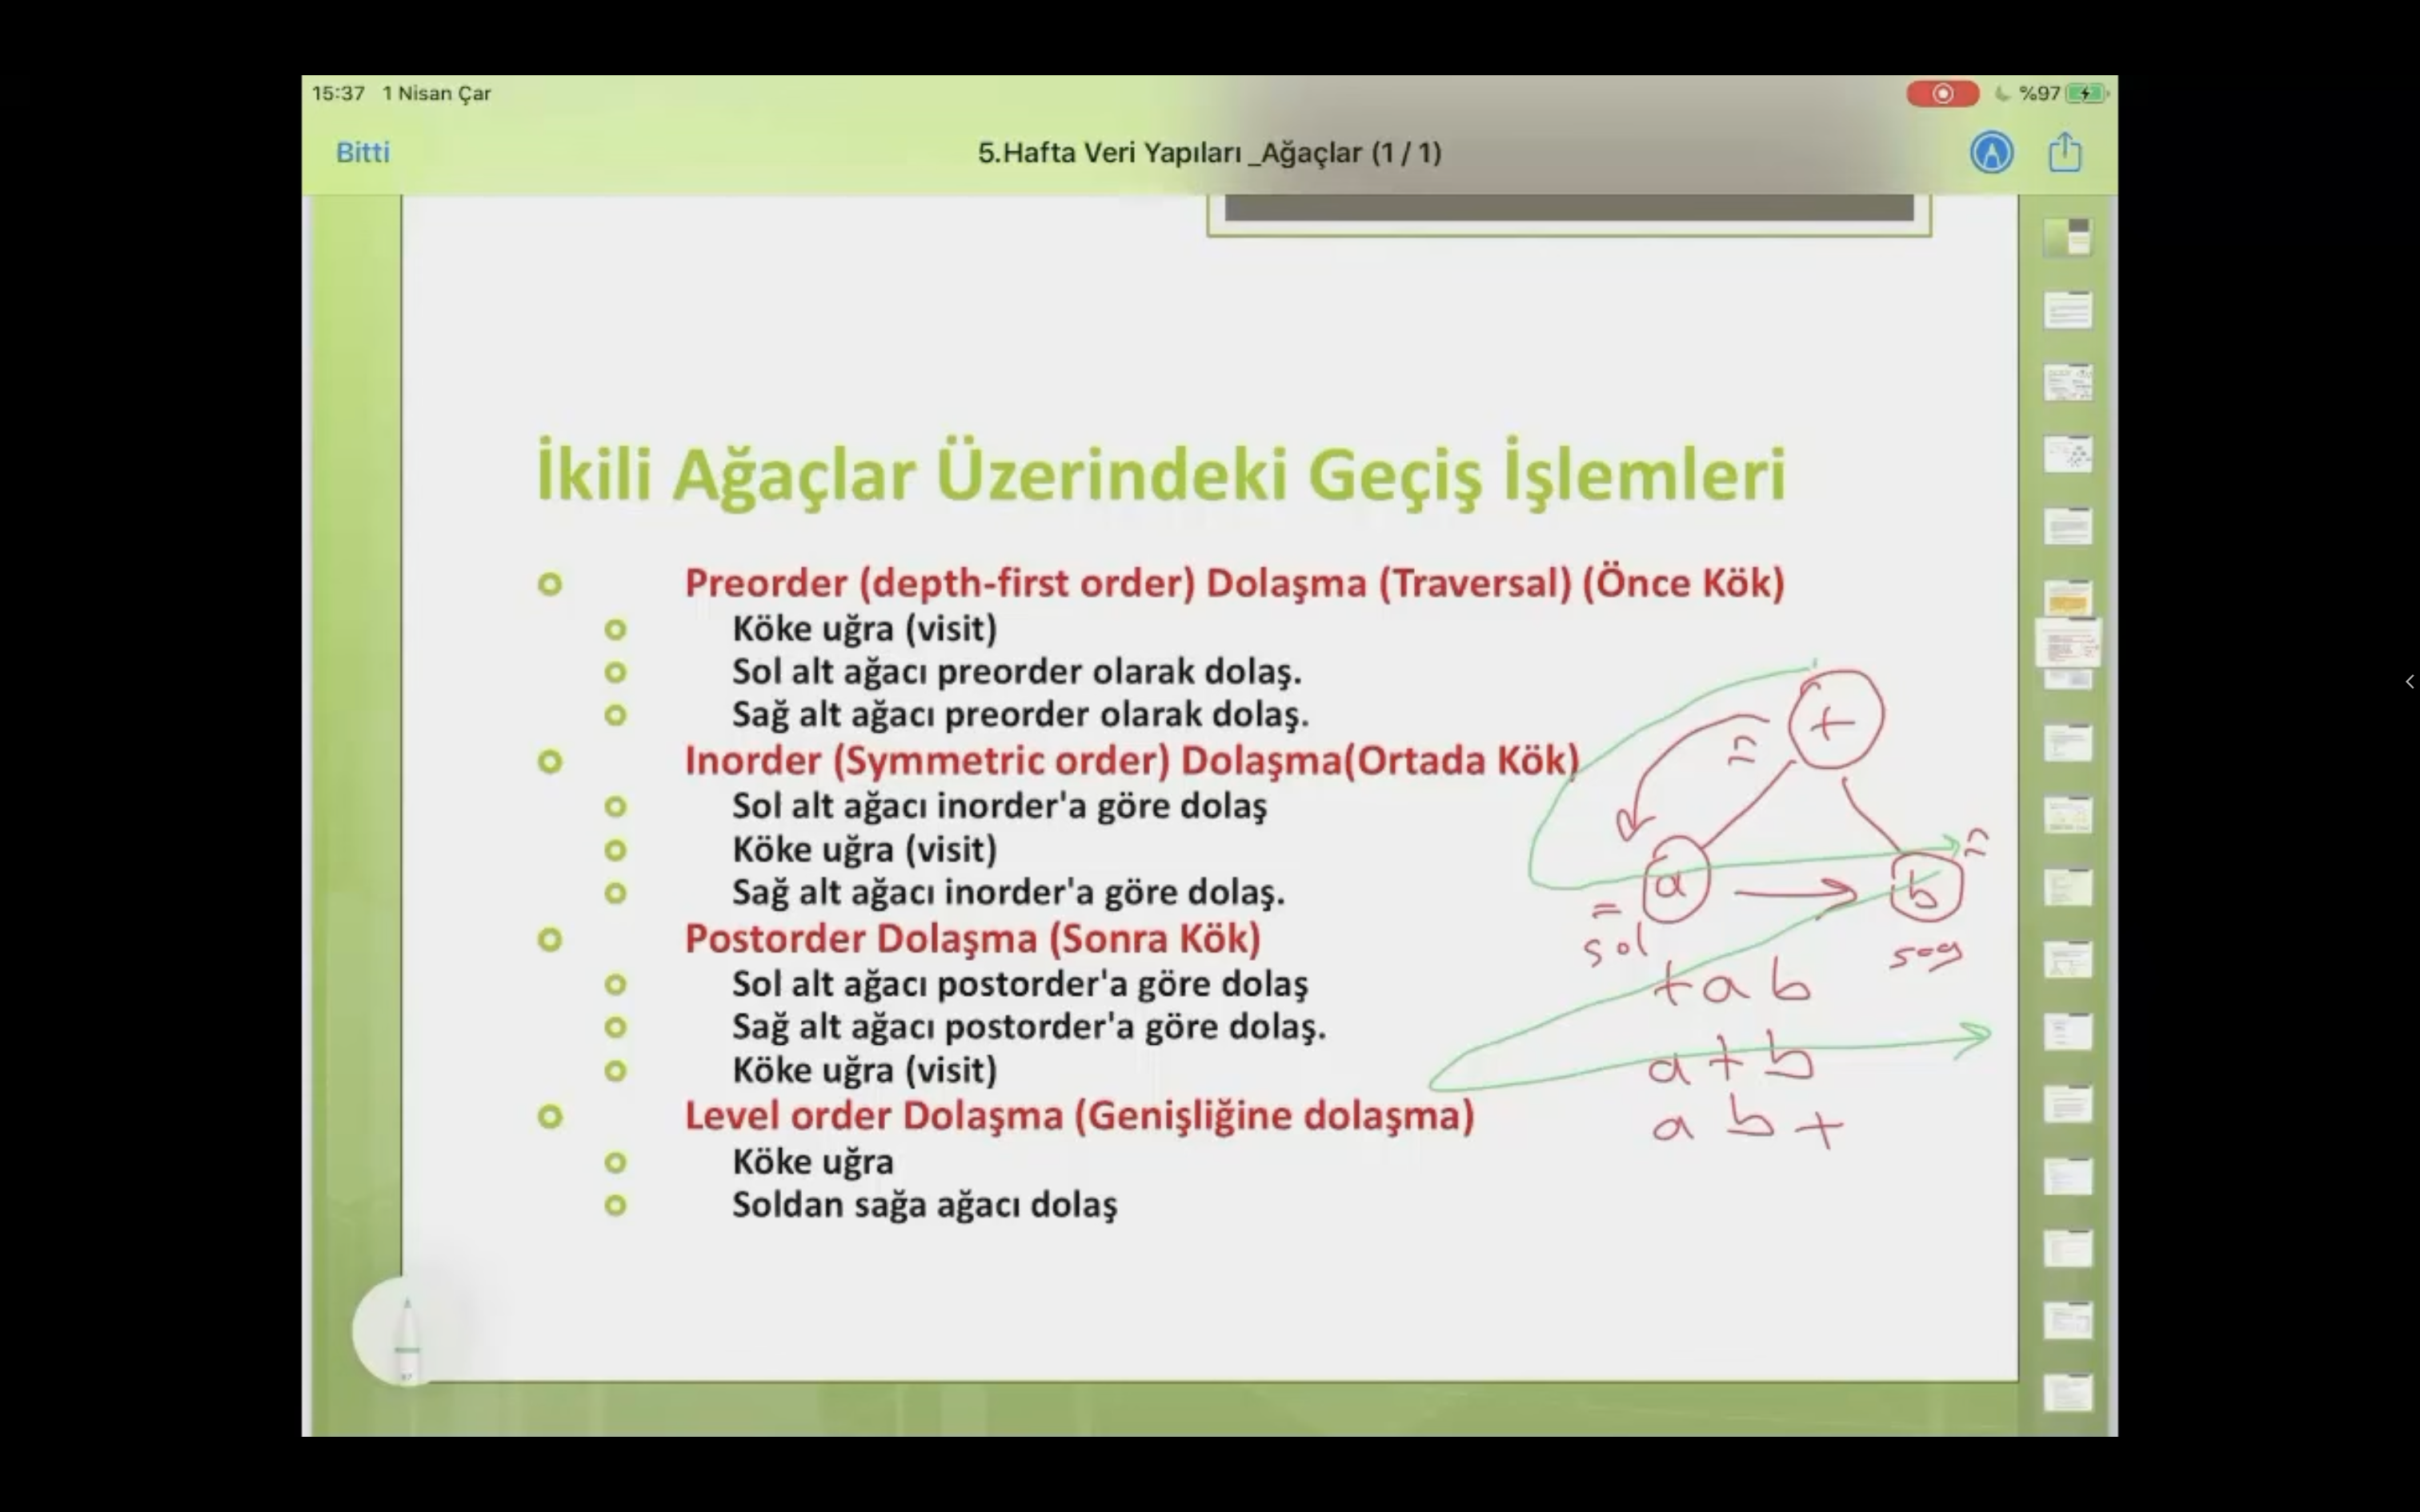 15:37 1 Nisan Çar
%97
Bitti
5.Hafta Veri Yapıları _Ağaçlar (1 / 1)
İkili Ağaçlar Üzerindeki Geçiş İşlemleri
Preorder (depth-first order) Dolaşma (Traversal) (Önce Kök)
Köke uğra (visit)
Sol alt ağacı preorder olarak dolaş.
Sağ alt ağacı preorder olarak dolaş.
Inorder (Symmetric order) Dolaşma(Ortada Kök)
Sol alt ağacı inorder'a göre dolaş
Köke uğra (visit)
Sağ alt ağacı inorder'a göre dolaş.
Postorder Dolaşma (Sonra Kök)
Sol alt ağacı postorder'a göre dolaş
Sağ alt ağacı postorder'a göre dolaş.
Köke uğra (visit)
Level order Dolaşma (Genişliğine dolaşma)
Köke uğra
Soldan sağa ağacı dolaş
+
a
b
sol
sag
+ a b
a + b
a b +